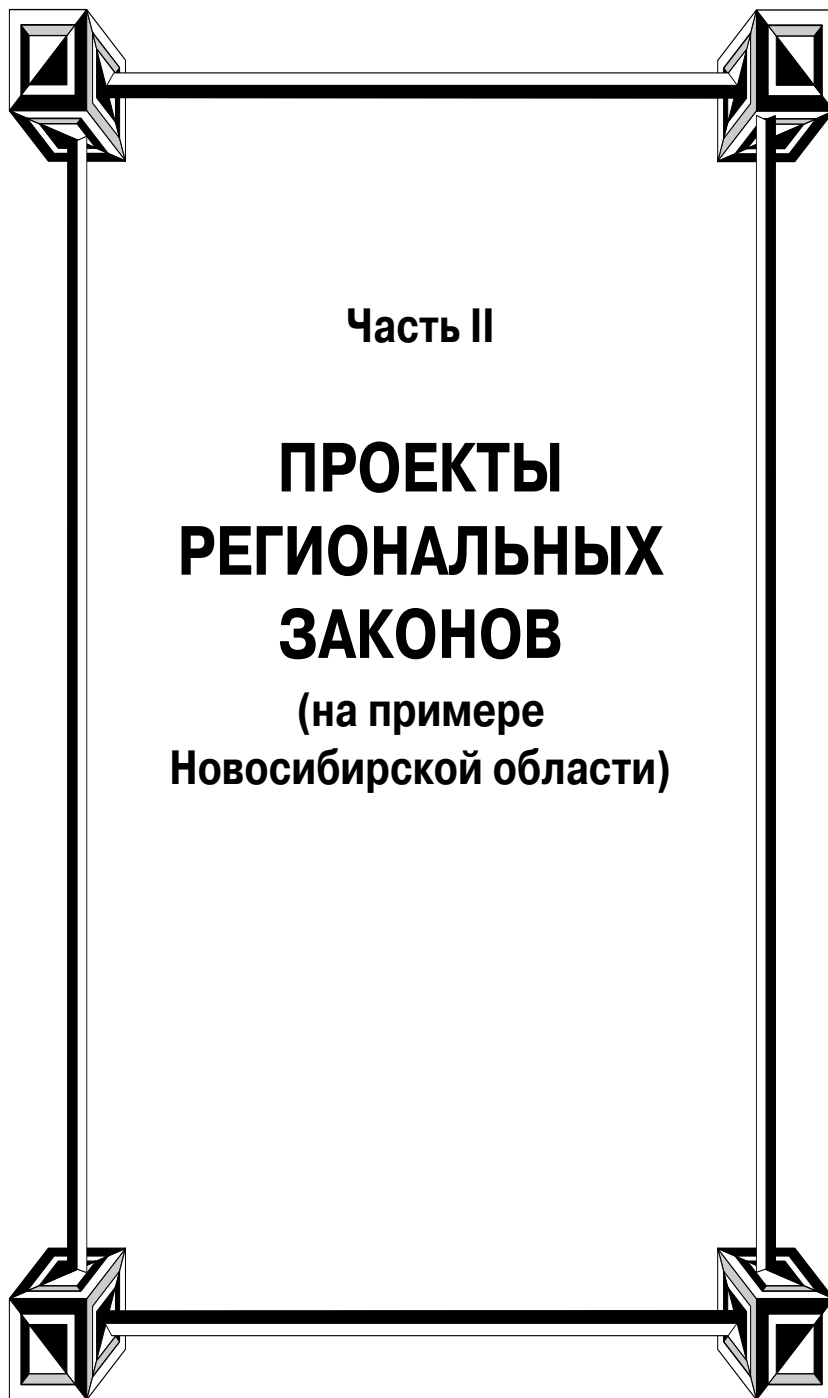 Часть II
ПРОЕКТЫ
РЕГИОНАЛЬНЫХ
ЗАКОНОВ
(на примере
Новосибирской области)